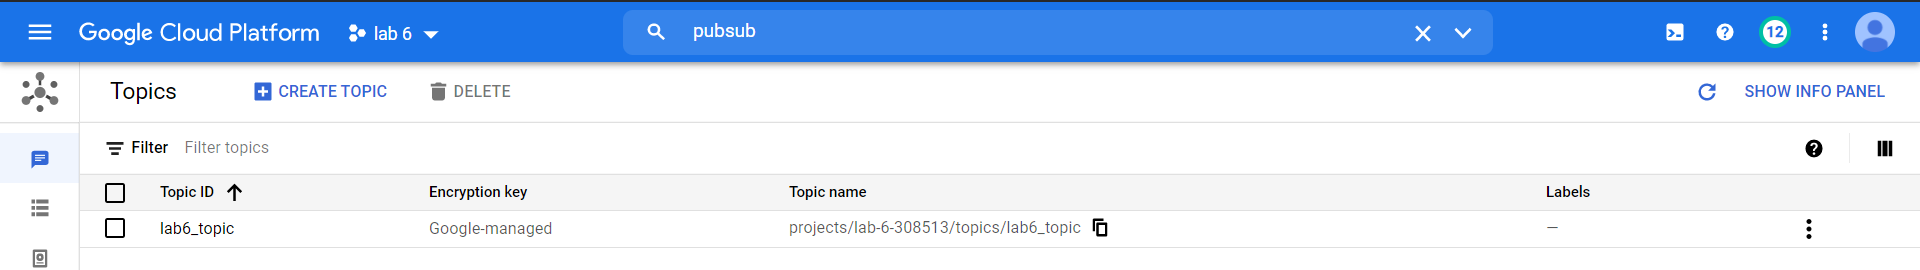 Google Cloud Platform lab 6 pubsub 12
Topics CREATE TOPIC DELETE SHOW INFO PANEL
Filter Filter topics
Topic ID Encryption key Topic name Labels
lab6_topic Google-managed projects/lab-6-308513/topics/lab6_topic —